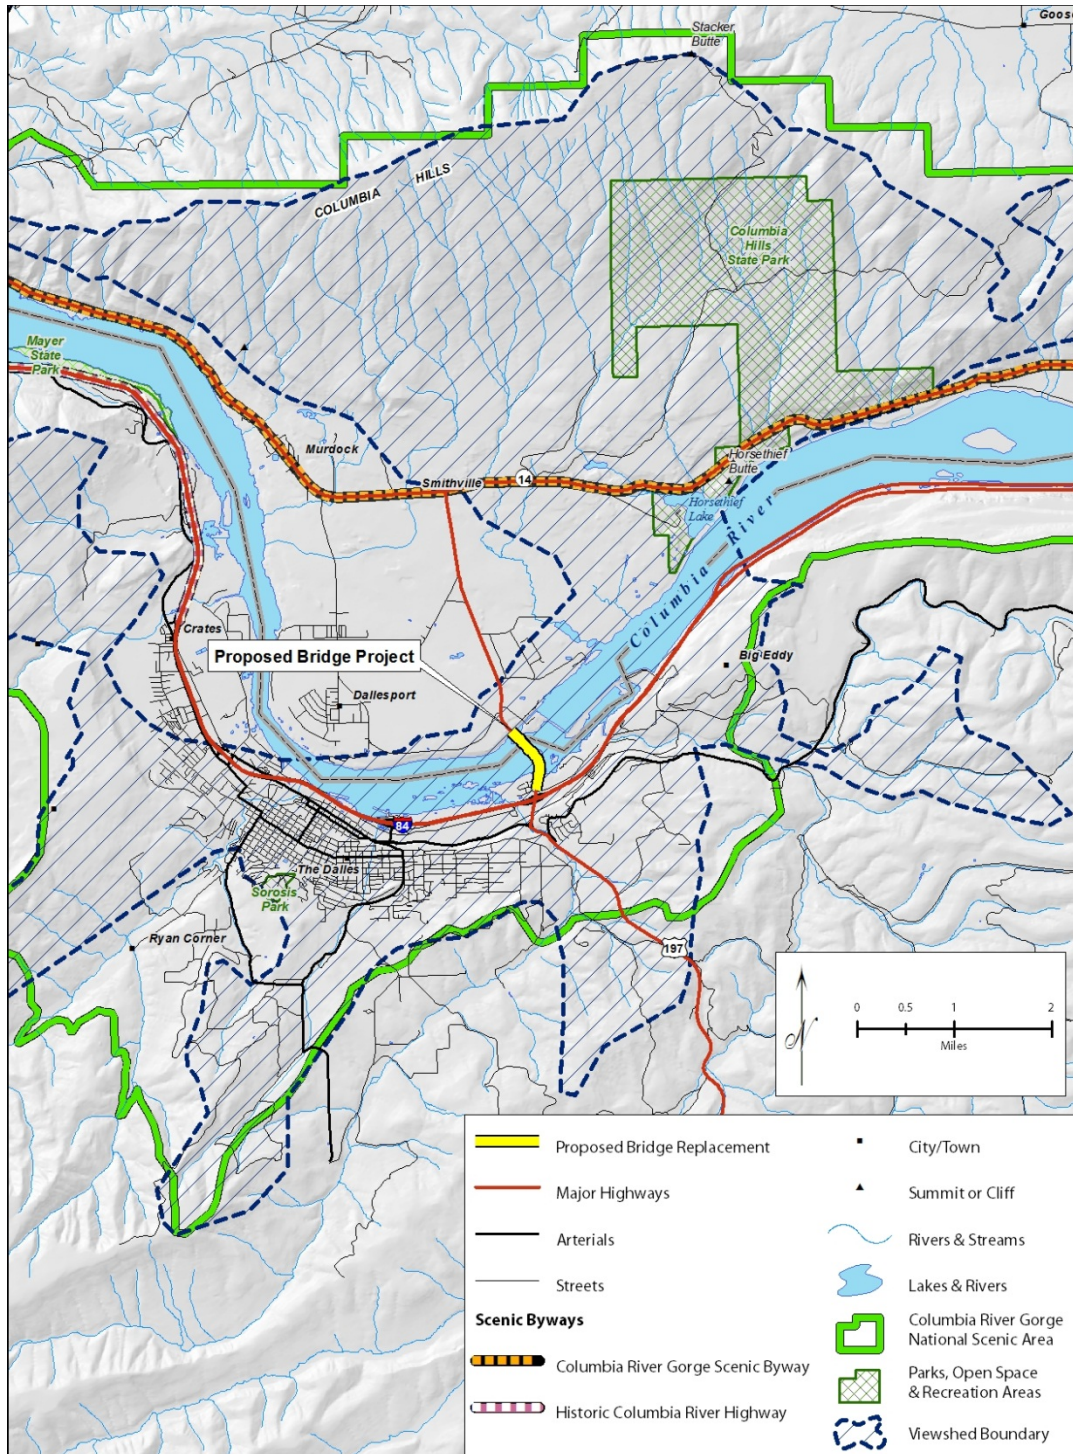 Goose
Stacker
Butte
COLUMBIA HILLS
Columbia
Hills
State Park
Mayer
State
Park
Murdock
Smithville
14
Horsethief
Butte
Horsethief
Lake
Columbia River
Crates
Proposed Bridge Project
Big Eddy
Dallesport
84
The Dalles
Sorosis
Park
Ryan Corner
197
N
0 0.5 1 2
Miles
Proposed Bridge Replacement
Major Highways
Arterials
Streets
Scenic Byways
Columbia River Gorge Scenic Byway
Historic Columbia River Highway
City/Town
Summit or Cliff
Rivers & Streams
Lakes & Rivers
Columbia River Gorge
National Scenic Area
Parks, Open Space
& Recreation Areas
Viewshed Boundary